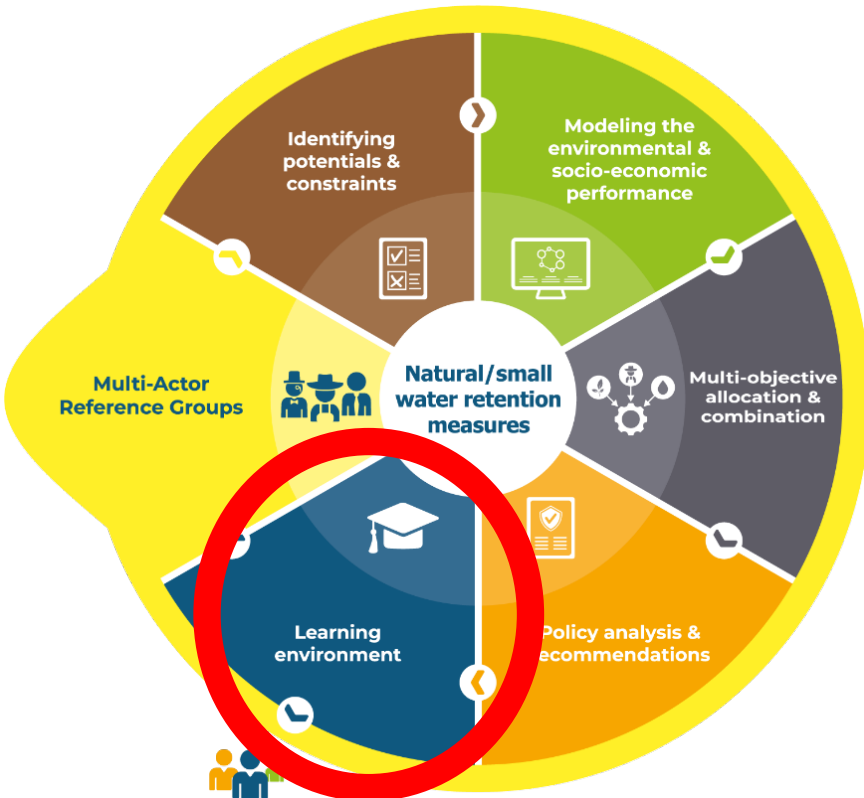 Identifying
potentials &
constraints
Modeling the
environmental &
socio-economic
performance
Multi-Actor
Reference Groups
Natural/small
water retention
measures
Multi-objective
allocation &
combination
Learning
environment
Policy analysis &
ecommendations